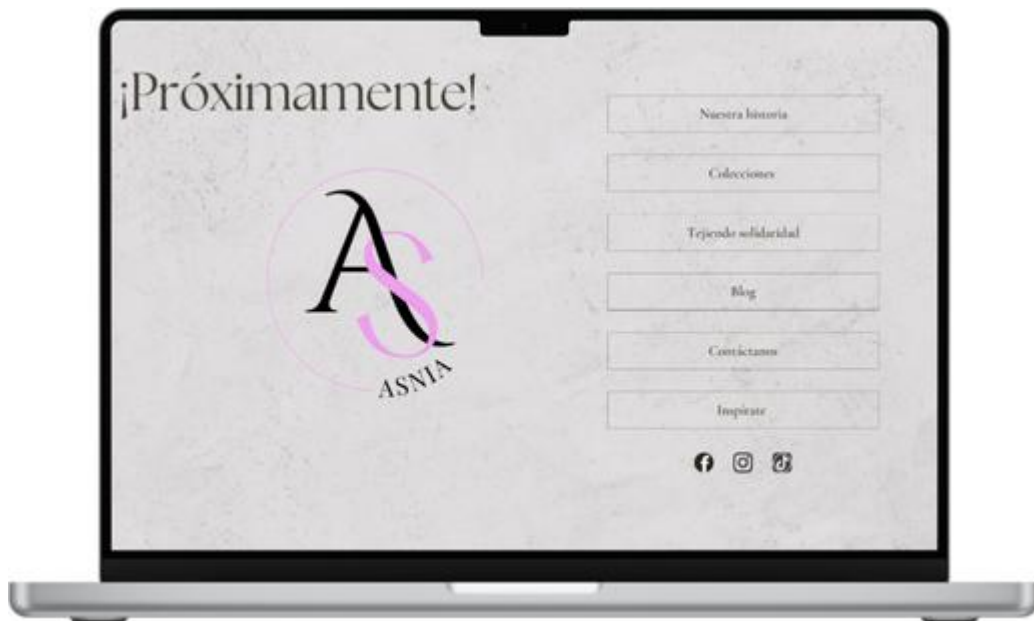 ¡Próximamente!
AS
ASNIA
Nuestra historia
Colecciones
Tejiendo solidaridad
Blog
Contáctanos
Inspírate